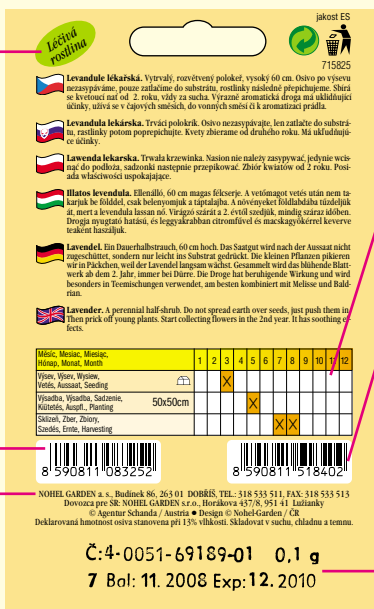 Léčivá
rostlina
jakost ES
715825
Levandule lékařská. Vytrvalý, rozvětvený polokeř, vysoký 60 cm. Osivo po výsevu
nezasypáváme, pouze zatlačíme do substrátu, rostlinky následně přepichujeme. Sbírá
se kvetoucí nať od 2. roku, vždy za sucha. Výrazně aromatická droga má uklidňující
účinky, užívá se v čajových směsích, do vonných směsí či k aromatizaci prádla.
Levandula lekárska. Trváci polokrík. Osivo nezasypávajte, len zatlačte do substrá-
tu, rastlinky potom poprepichujte. Kvety zbierame od druhého roku. Má ukľudňujú-
ce účinky.
Lawenda lekarska. Trwała krzewinka. Nasion nie należy zasypywać, jedynie wcis-
nąć do podłoża, sadzonki następnie przepikować. Zbiór kwiatów od 2 roku. Posi-
ada właściwości uspokajające.
Illatos levendula. Ellenálló, 60 cm magas félcserje. A vetőmagot vetés után nem ta-
karjuk be földdel, csak belenyomjuk a táptalajba. A növényeket földlabdába tűzdeljük
át, mert a levendula lassan nő. Virágzó szárát a 2. évtől szedjük, mindig száraz időben.
Drogja nyugtató hatású, és leggyakrabban citromfűvel és macskagyökérrel keverve
teaként használjuk.
Lavendel. Ein Dauerhalbstrauch, 60 cm hoch. Das Saatgut wird nach der Aussaat nicht
zugeschüttet, sondern nur leicht ins Substrat gedrückt. Die kleinen Pflanzen pikieren
wir in Päckchen, weil der Lavendel langsam wächst. Gesammelt wird das blühende Blatt-
werk ab dem 2. Jahr, immer bei Dürre. Die Droge hat beruhigende Wirkung und wird
besonders in Teemischungen verwendet, am besten kombiniert mit Melisse und Bald-
rian.
Lavender. A perennial half-shrub. Do not spread earth over seeds, just push them in.
Then prick off young plants. Start collecting flowers in the 2nd year. It has soothing ef-
fects.
Měsíc, Mesiac, Miesiąc,
Hónap, Monat, Month
1 2 3 4 5 6 7 8 9 10 11 12
Výsev, Výsev, Wysiew,
Vetés, Aussaat, Seeding
X
Výsadba, Výsadba, Sadzenie,
Kiültetés, Auspfl., Planting
50x50cm
X
Sklizeň, Zber, Zbiory,
Szedés, Ernte, Harvesting
X X
8 590811 083252
8 590811 518402
NOHEL GARDEN a. s., Budínek 86, 263 01 DOBŘÍŠ, TEL.: 318 533 511, FAX: 318 533 513
Dovozca pre SR: NOHEL GARDEN s.r.o., Horákova 437/8, 951 41 Lužianky
© Agentur Schanda / Austria ● Design © Nohel-Garden / ČR
Deklarovaná hmotnost osiva stanovena při 13% vlhkosti. Skladovat v suchu, chladnu a temnu.
Č:4-0051-69189-01 0,1 g
7 Bal: 11. 2008 Exp: 12. 2010